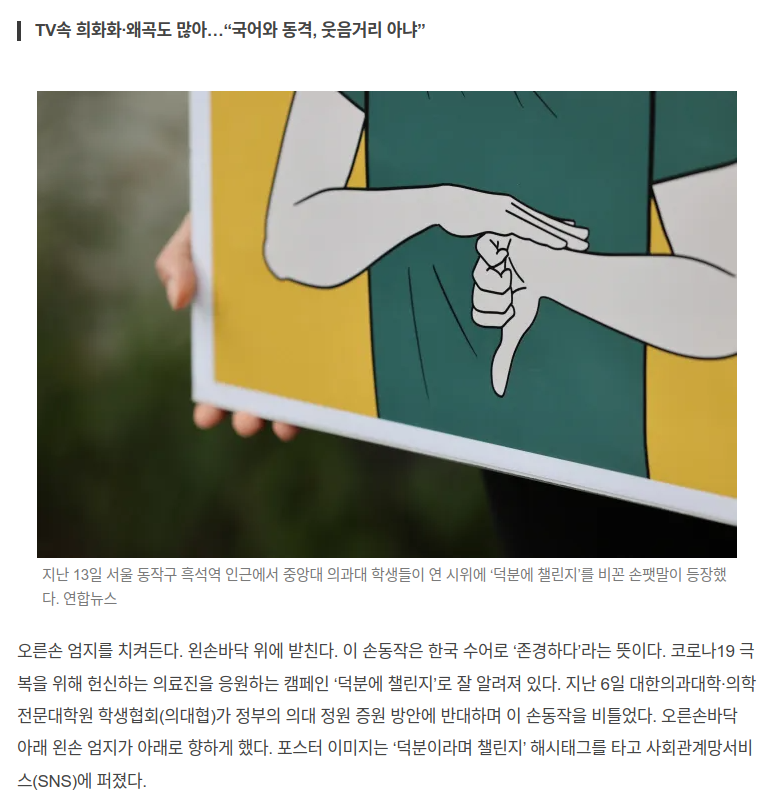 TV속 희화화·왜곡도 많아…“국어와 동격, 웃음거리 아냐”
지난 13일 서울 동작구 흑석역 인근에서 중앙대 의과대 학생들이 연 시위에 ‘덕분에 챌린지’를 비꼰 손팻말이 등장했
다. 연합뉴스
오른손 엄지를 치켜든다. 왼손바닥 위에 받친다. 이 손동작은 한국 수어로 ‘존경하다’라는 뜻이다. 코로나19 극
복을 위해 헌신하는 의료진을 응원하는 캠페인 ‘덕분에 챌린지’로 잘 알려져 있다. 지난 6일 대한의과대학·의학
전문대학원 학생협회(의대협)가 정부의 의대 정원 증원 방안에 반대하며 이 손동작을 비틀었다. 오른손바닥
아래 왼손 엄지가 아래로 향하게 했다. 포스터 이미지는 ‘덕분이라며 챌린지’ 해시태그를 타고 사회관계망서비
스(SNS)에 퍼졌다.